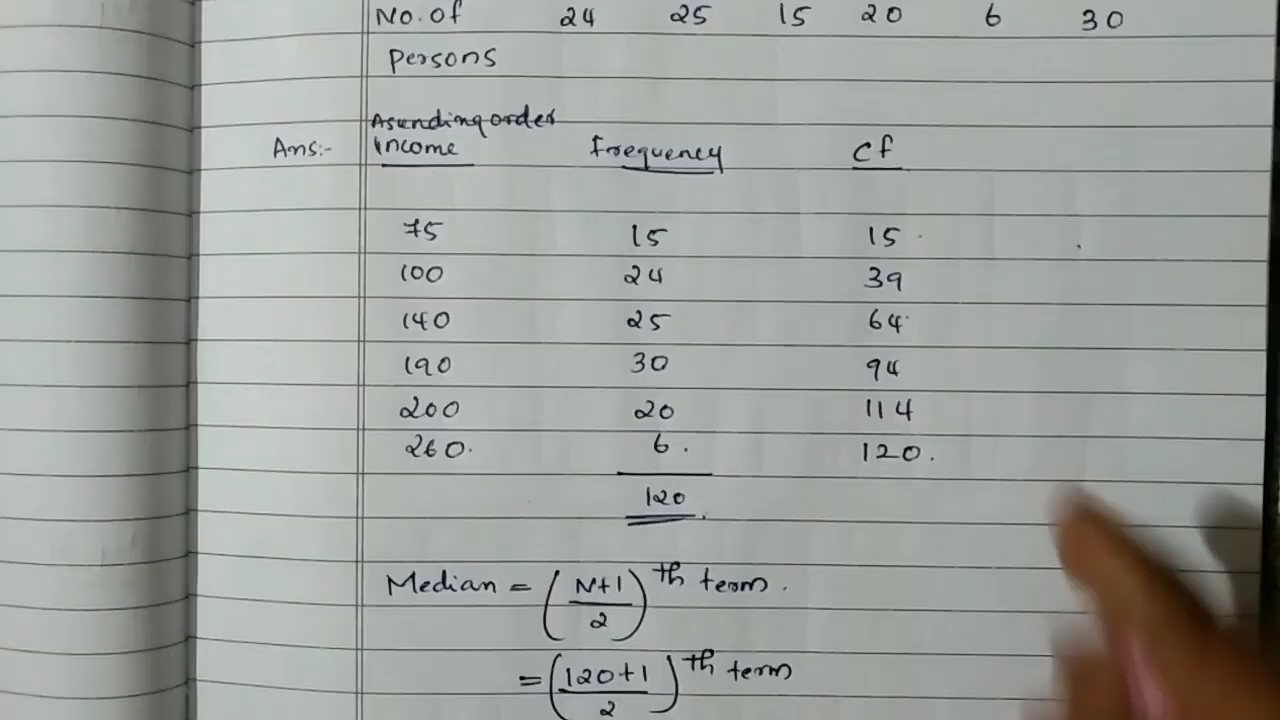 No. of 24 25 15 20 6 30
Persons
Asending order
Ans:- Income Frequency Cf
75 15 15
100 24 39
140 25 64
190 30 94
200 20 114
260. 6. 120.
120
Median = (N+1/2)th term.
= (120+1/2)th term